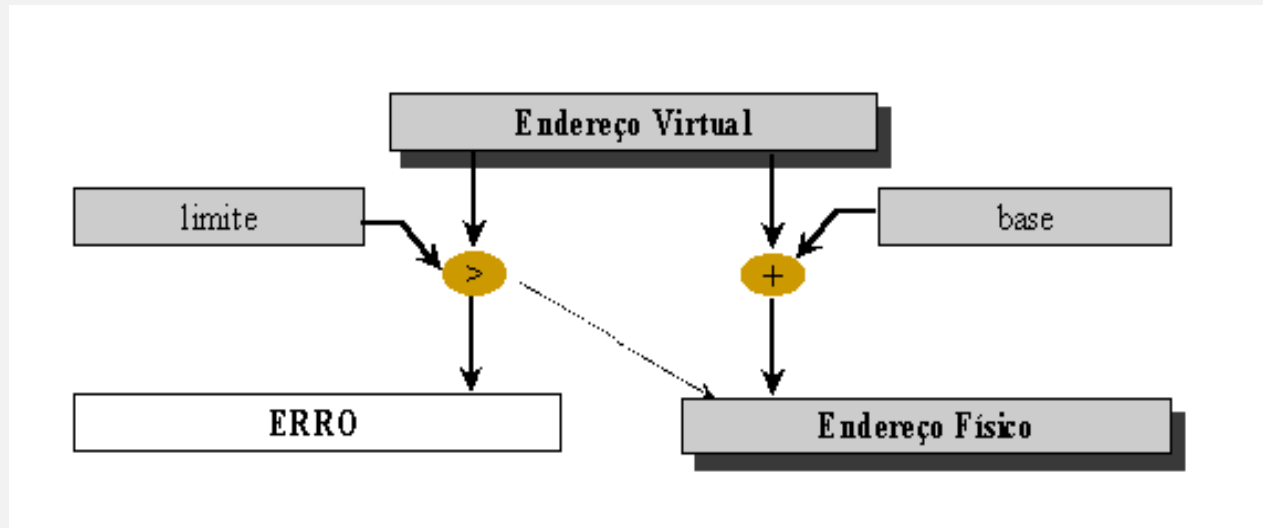 Endereço Virtual
limite
base
>
+
ERRO
Endereço Físico